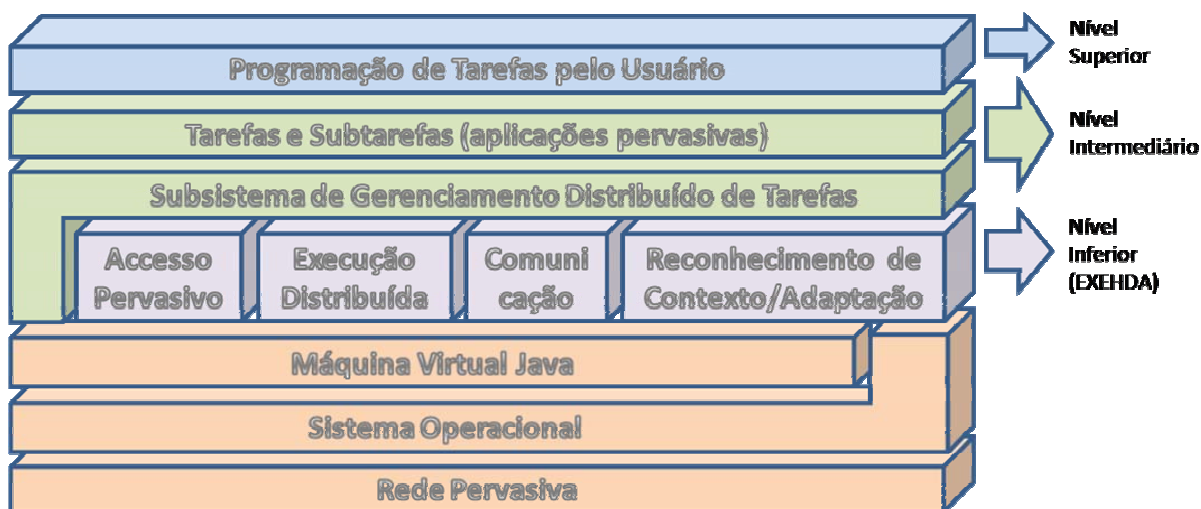 Programação de Tarefas pelo Usuário
Nível
Superior
Tarefas e Subtarefas (aplicações pervasivas)
Nível
Intermediário
Subsistema de Gerenciamento Distribuído de Tarefas
Accesso
Pervasivo
Execução
Distribuída
Comuni
cação
Reconhecimento de
Contexto/Adaptação
Nível
Inferior
(EXEHDA)
Máquina Virtual Java
Sistema Operacional
Rede Pervasiva